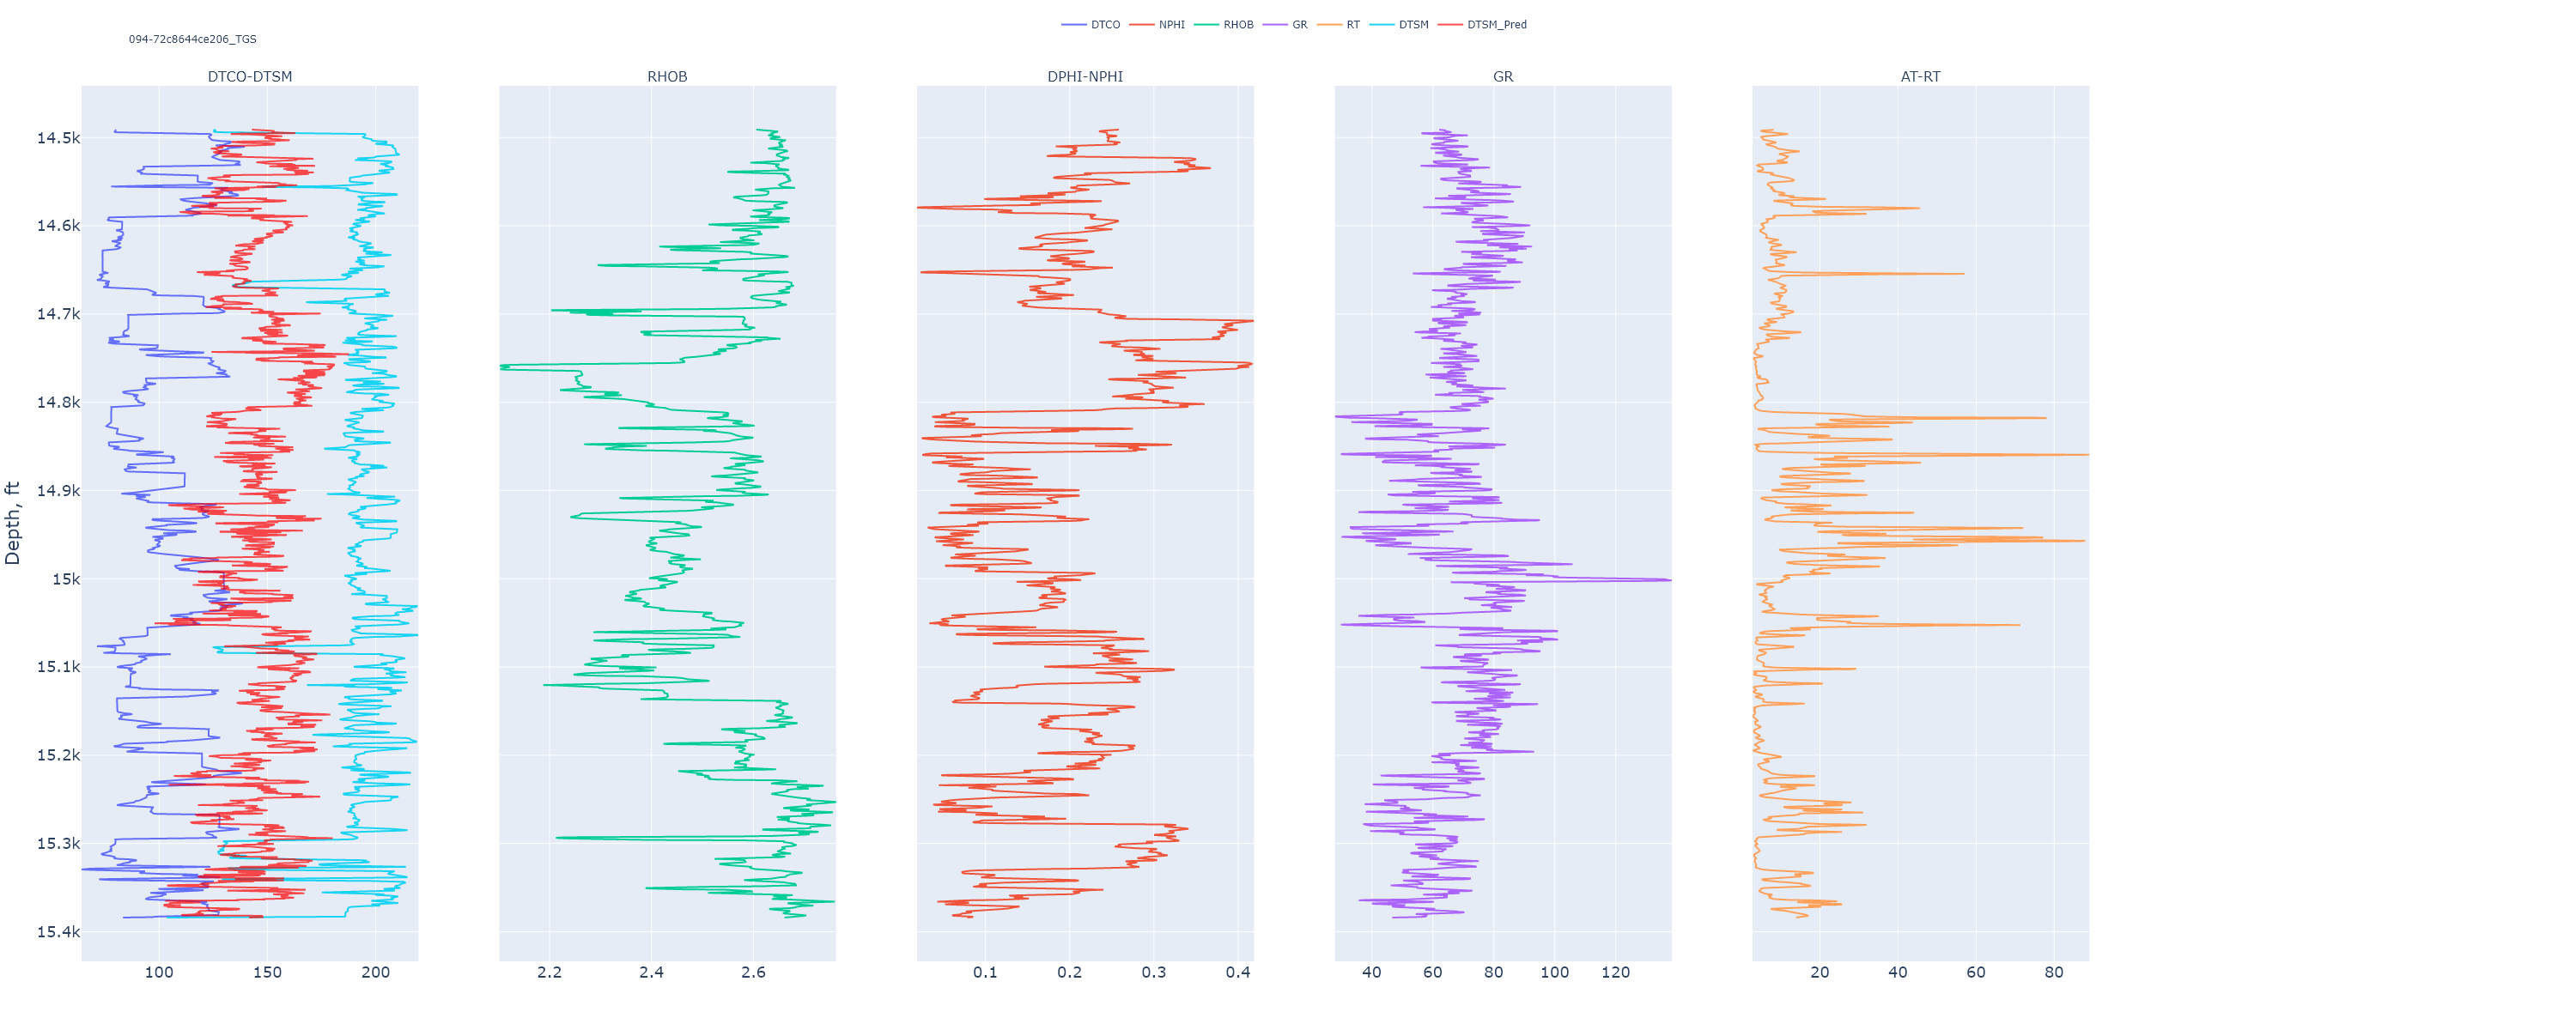 DTCO NPHI RHOB GR RT DTSM DTSM_Pred
094-72c8644ce206_TGS
DTCO-DTSM RHOB DPHI-NPHI GR AT-RT
Depth, ft
14.5k
14.6k
14.7k
14.8k
14.9k
15k
15.1k
15.2k
15.3k
15.4k
100 150 200 2.2 2.4 2.6 0.1 0.2 0.3 0.4 40 60 80 100 120 20 40 60 80